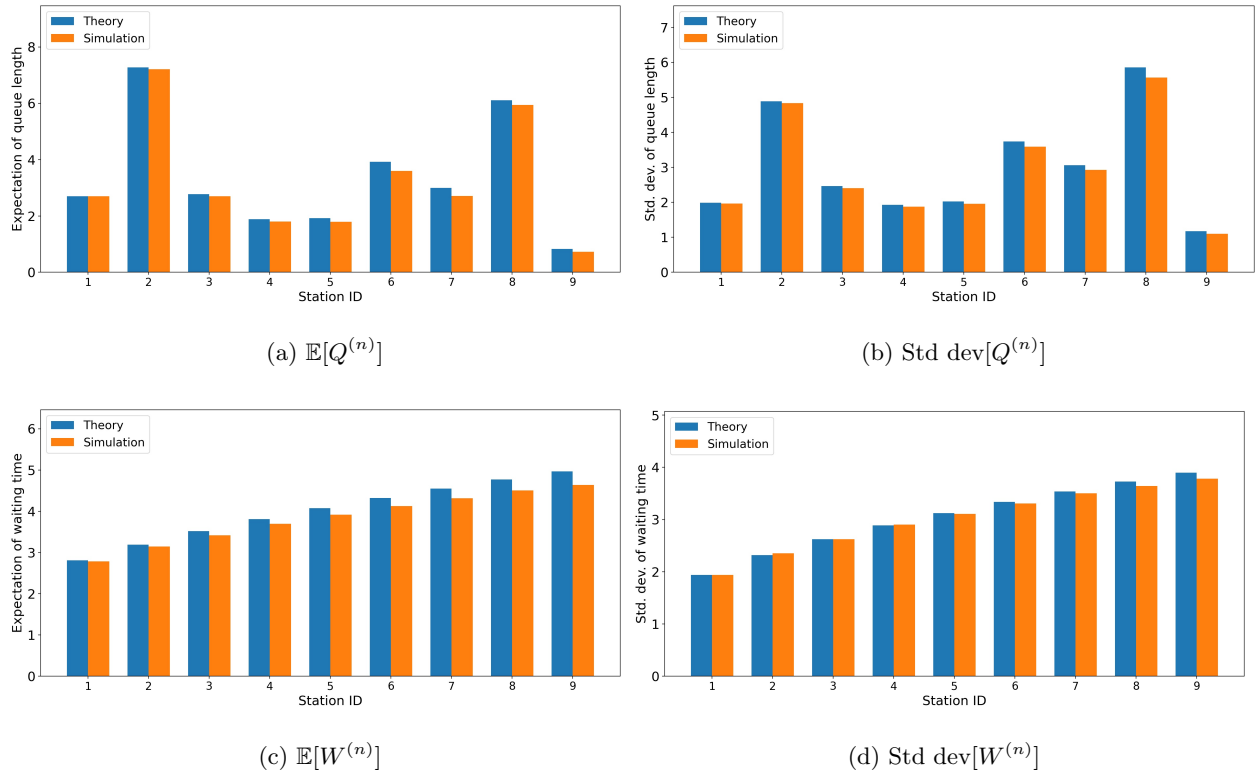 Theory
Simulation
Expectation of queue length
8
6
4
2
0
1 2 3 4 5 6 7 8 9
Station ID
(a) 𝔼[Q^(n)]
Theory
Simulation
Std. dev. of queue length
7
6
5
4
3
2
1
0
1 2 3 4 5 6 7 8 9
Station ID
(b) Std dev[Q^(n)]
Theory
Simulation
Expectation of waiting time
6
5
4
3
2
1
0
1 2 3 4 5 6 7 8 9
Station ID
(c) 𝔼[W^(n)]
Theory
Simulation
Std. dev. of waiting time
5
4
3
2
1
0
1 2 3 4 5 6 7 8 9
Station ID
(d) Std dev[W^(n)]